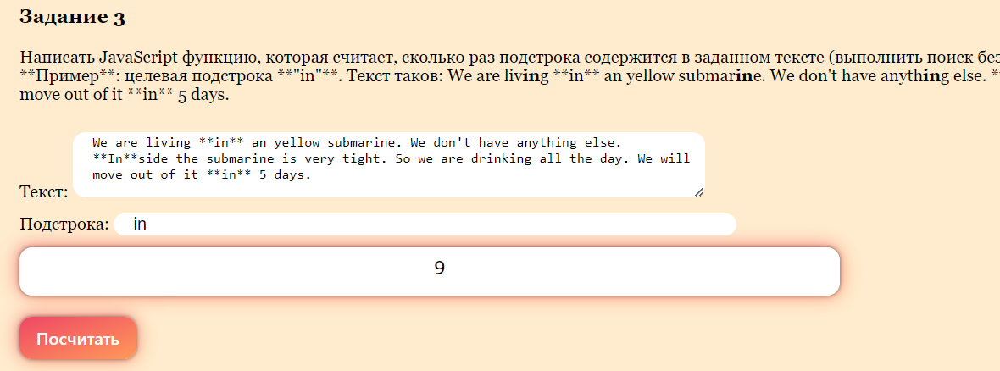 Задание 3
Написать JavaScript функцию, которая считает, сколько раз подстрока содержится в заданном тексте (выполнить поиск без
**Пример**: целевая подстрока **"in"**. Текст таков: We are living **in** an yellow submarine. We don't have anything else. *
move out of it **in** 5 days.
We are living **in** an yellow submarine. We don't have anything else.
**In**side the submarine is very tight. So we are drinking all the day. We will
move out of it **in** 5 days.
Текст:
Подстрока: in
9
Посчитать